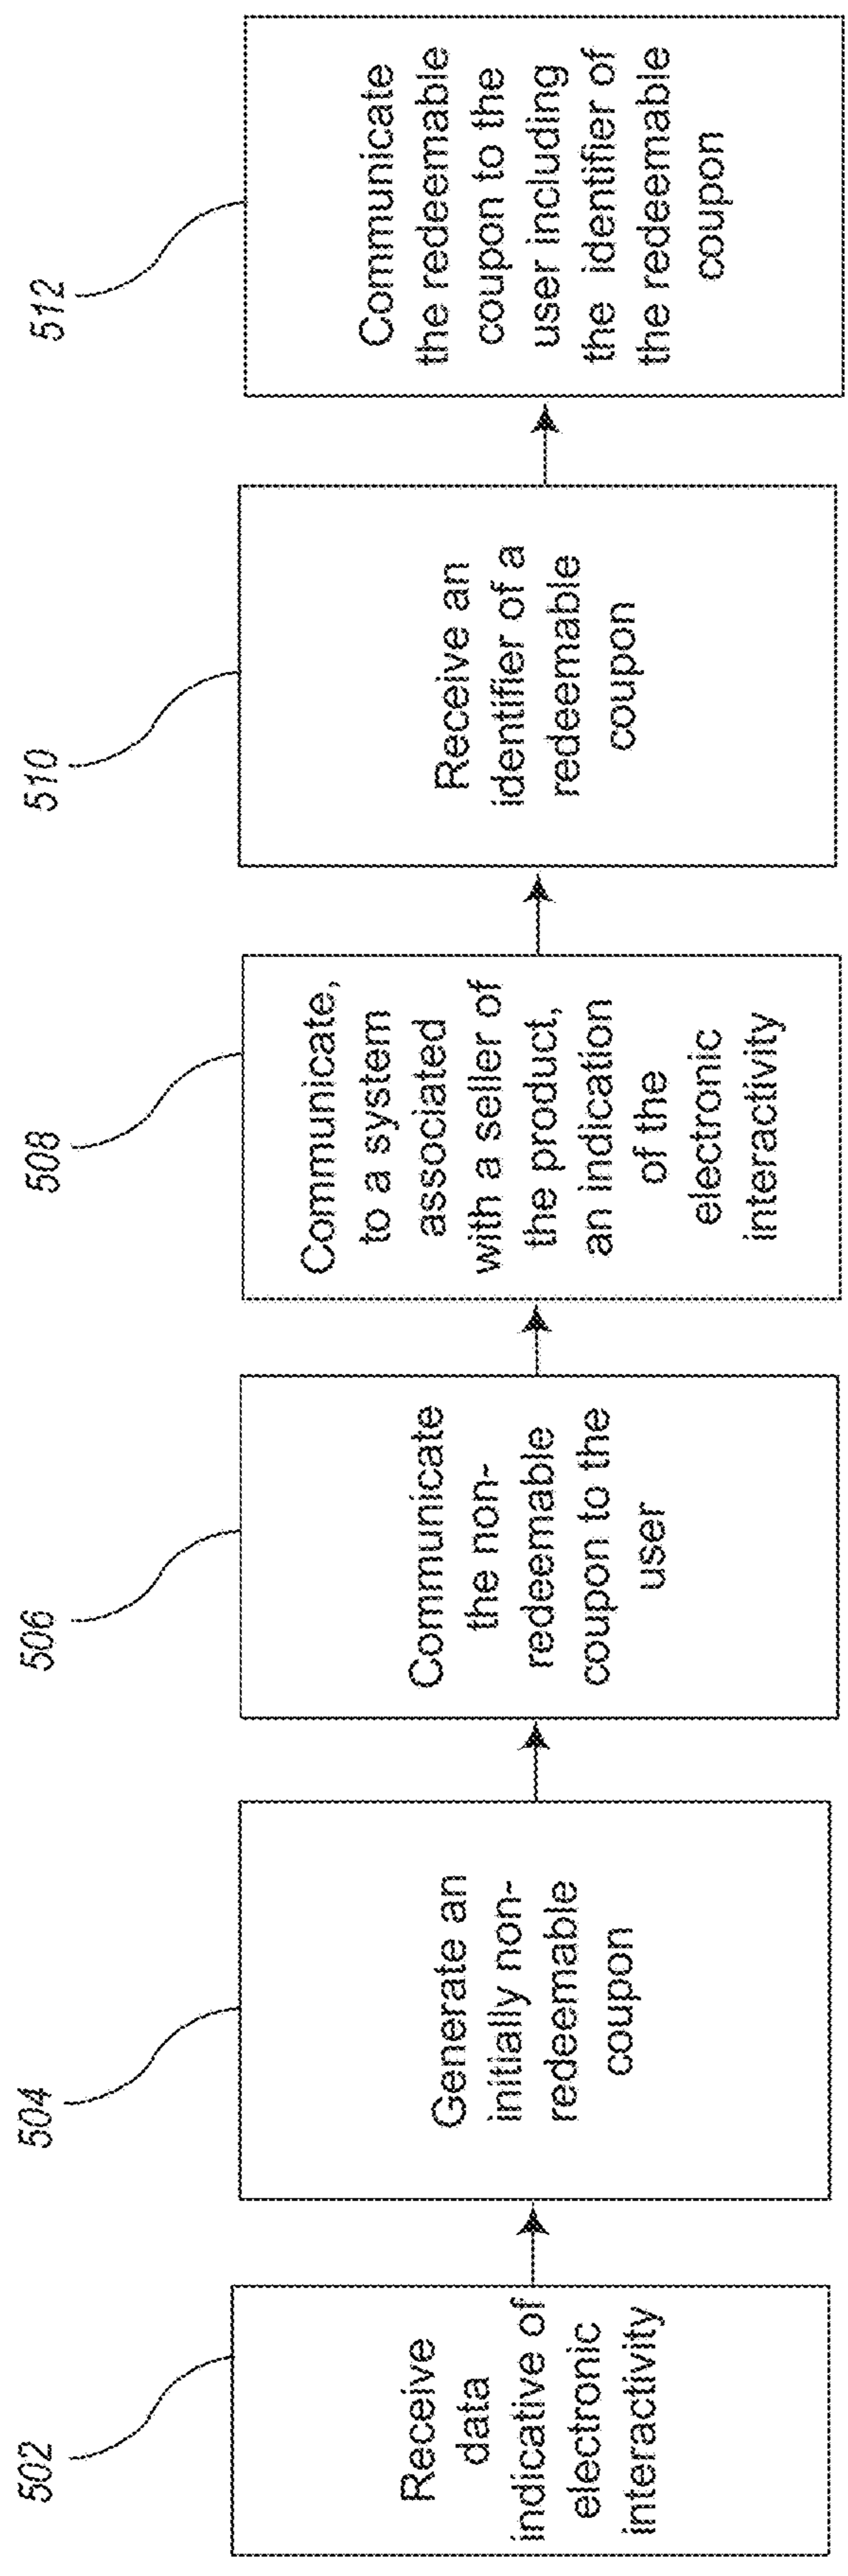 502
Receive
data
indicative of
electronic
interactivity
504
Generate an
initially non-
redeemable
coupon
506
Communicate
the non-
redeemable
coupon to the
user
508
Communicate,
to a system
associated
with a seller of
the product,
an indication
of the
electronic
interactivity
510
Receive an
identifier of a
redeemable
coupon
512
Communicate
the redeemable
coupon to the
user including
the identifier of
the redeemable
coupon